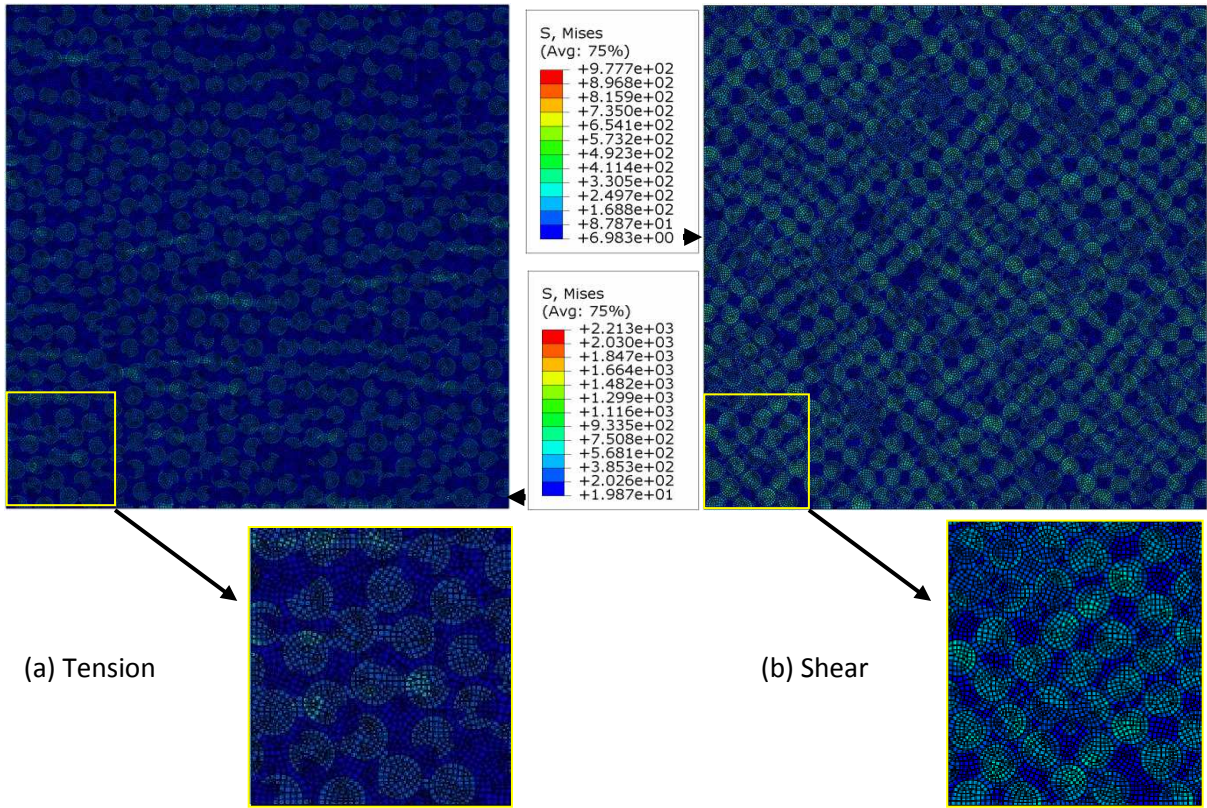 S, Mises
(Avg: 75%)
+9.777e+02
+8.968e+02
+8.159e+02
+7.350e+02
+6.541e+02
+5.732e+02
+4.923e+02
+4.114e+02
+3.305e+02
+2.497e+02
+1.688e+02
+8.787e+01
+6.983e+00
S, Mises
(Avg: 75%)
+2.213e+03
+2.030e+03
+1.847e+03
+1.664e+03
+1.482e+03
+1.299e+03
+1.116e+03
+9.335e+02
+7.508e+02
+5.681e+02
+3.853e+02
+2.026e+02
+1.987e+01
(a) Tension
(b) Shear